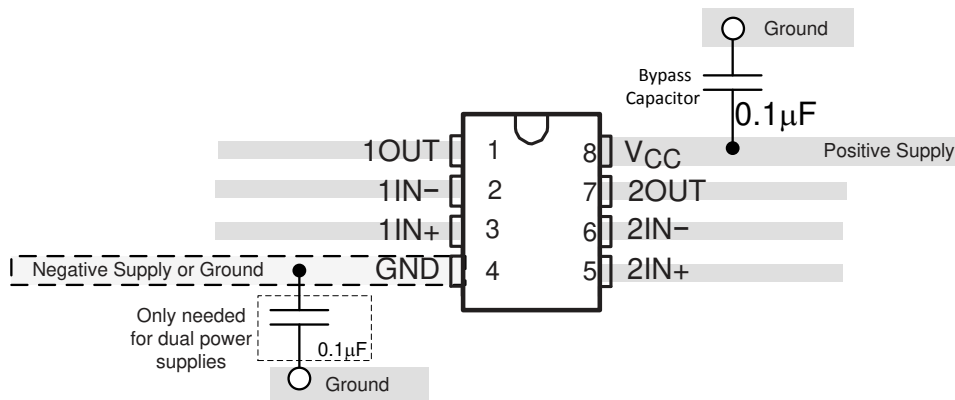 Ground
Bypass
Capacitor
0.1µF
1OUT 1 8 VCC Positive Supply
1IN− 2 7 2OUT
1IN+ 3 6 2IN−
Negative Supply or Ground GND 4 5 2IN+
Only needed
for dual power
supplies
0.1µF
Ground